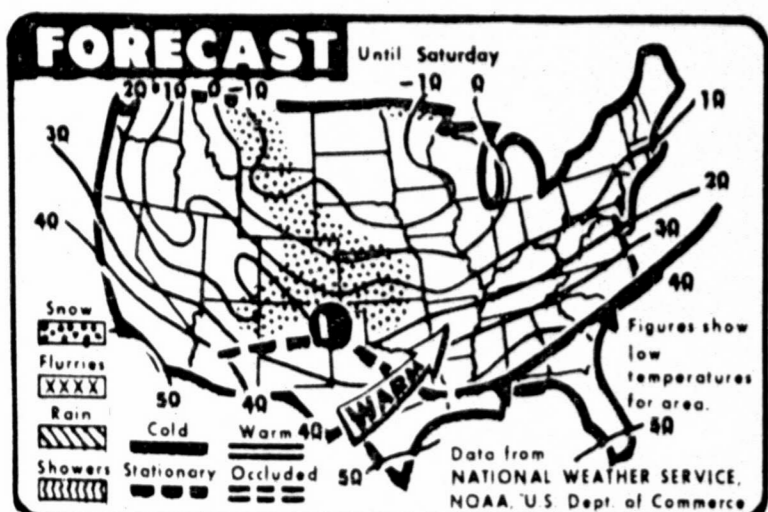 FORECAST
Until Saturday
20 10 0 -10
-10 0
10
20
30
40
30
40
50
40
40
50
50
WARM
Snow
Flurries
Rain
Showers
Cold
Warm
Stationary
Occluded
Figures show
low
temperatures
for area.
Data from
NATIONAL WEATHER SERVICE,
NOAA, U.S. Dept. of Commerce